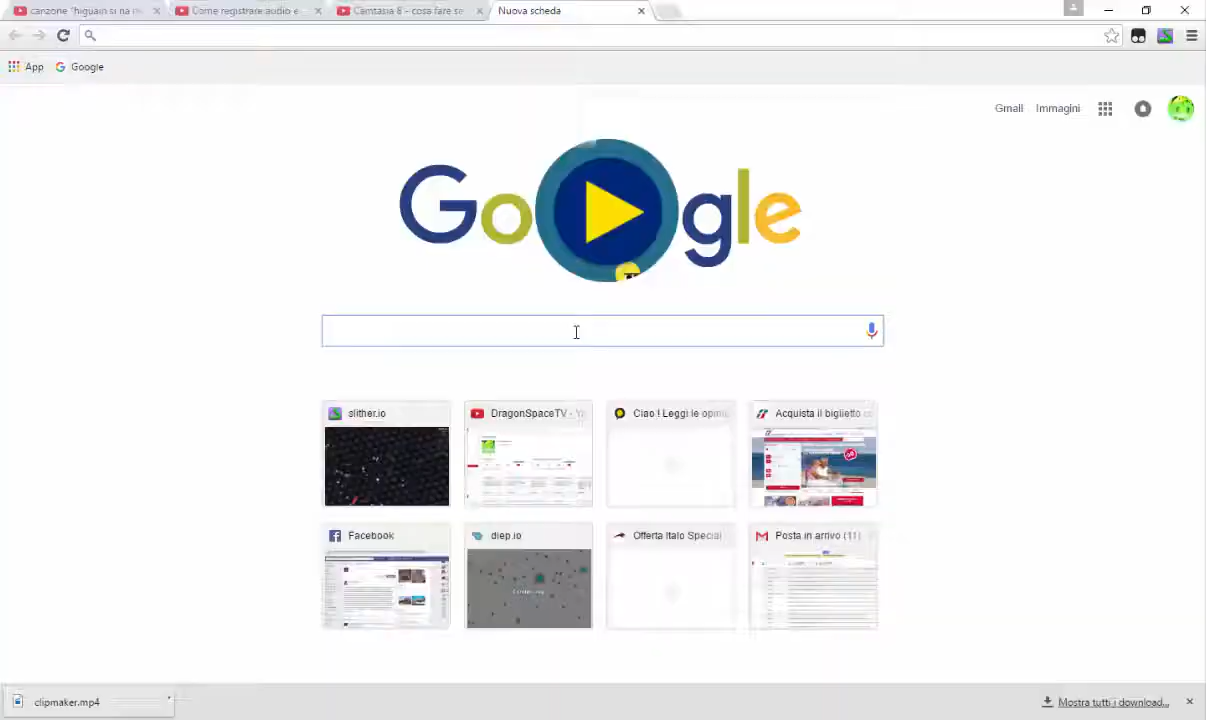 canzone "higuain si na m
Come registrare audio e
Camtasia 8 - cosa fare se
Nuova scheda
App
Google
Gmail
Immagini
Google
slither.io
DragonSpaceTV -
Ciao ! Leggi le opini
Acquista il biglietto co
Facebook
diep.io
Offerta Italo Special
Posta in arrivo (11)
clipmaker.mp4
Mostra tutti i download...